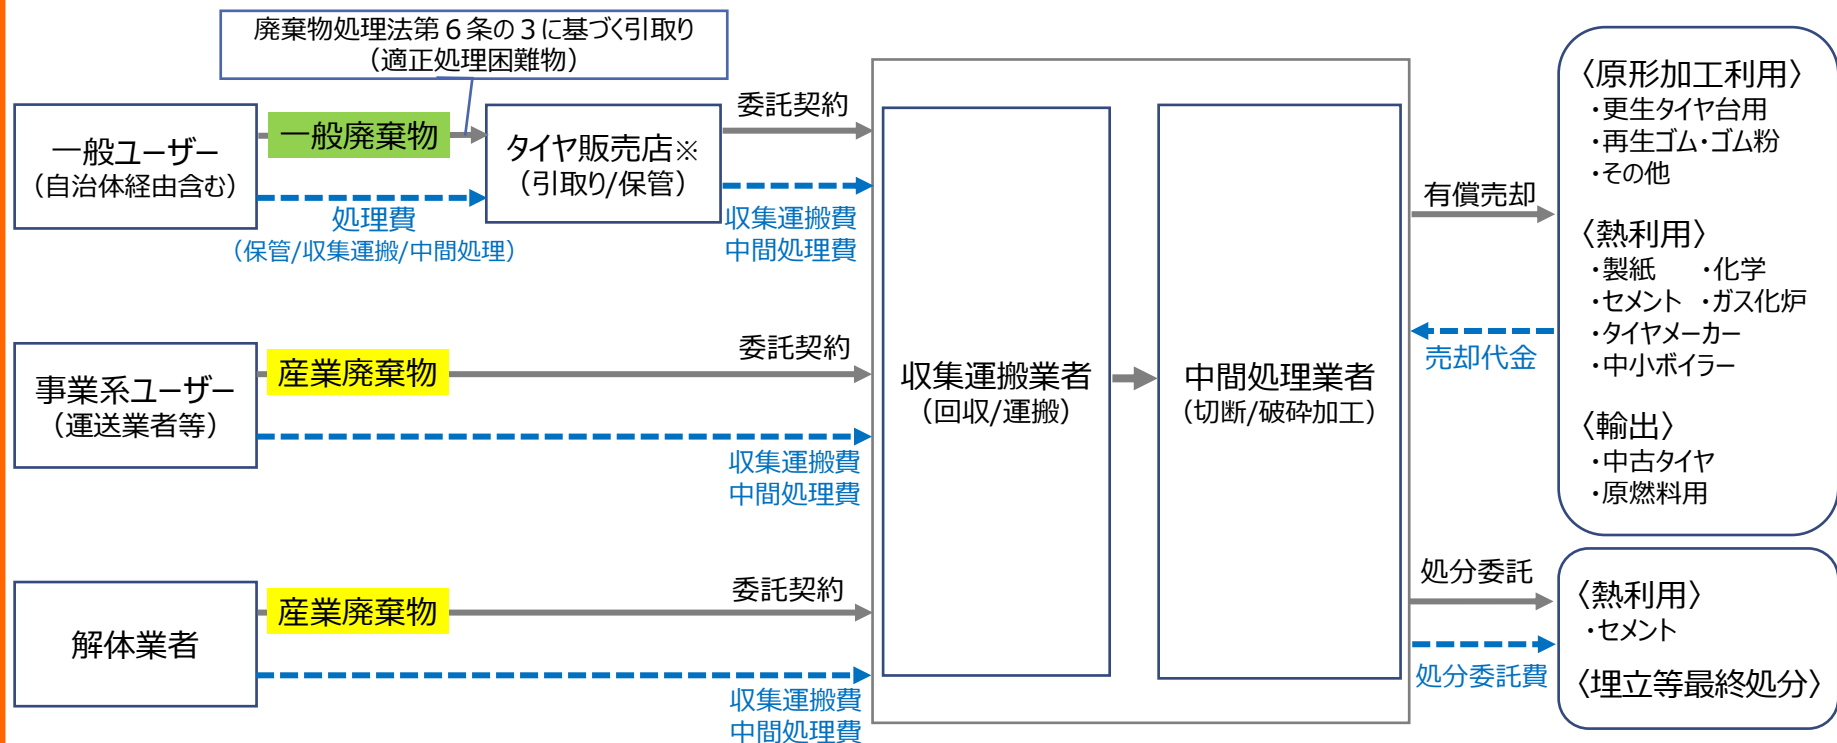 廃棄物処理法第6条の3に基づく引取り
（適正処理困難物）
一般ユーザー
（自治体経由含む）
一般廃棄物
処理費
（保管/収集運搬/中間処理）
タイヤ販売店※
（引取り/保管）
委託契約
収集運搬費
中間処理費
事業系ユーザー
（運送業者等）
産業廃棄物
委託契約
収集運搬費
中間処理費
解体業者
産業廃棄物
委託契約
収集運搬費
中間処理費
収集運搬業者
（回収/運搬）
中間処理業者
（切断/破砕加工）
有償売却
売却代金
〈原形加工利用〉
・更生タイヤ台用
・再生ゴム・ゴム粉
・その他
〈熱利用〉
・製紙 ・化学
・セメント ・ガス化炉
・タイヤメーカー
・中小ボイラー
〈輸出〉
・中古タイヤ
・原燃料用
処分委託
処分委託費
〈熱利用〉
・セメント
〈埋立等最終処分〉